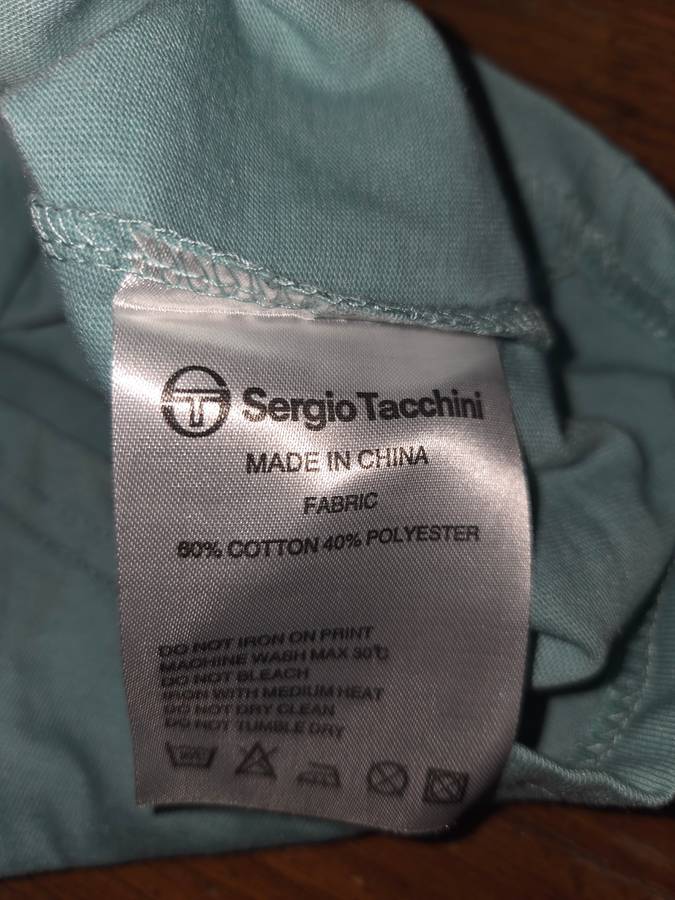 Sergio Tacchini
MADE IN CHINA
FABRIC
60% COTTON 40% POLYESTER
DO NOT IRON ON PRINT
MACHINE WASH MAX 30°C
DO NOT BLEACH
IRON WITH MEDIUM HEAT
DO NOT DRY CLEAN
DO NOT TUMBLE DRY